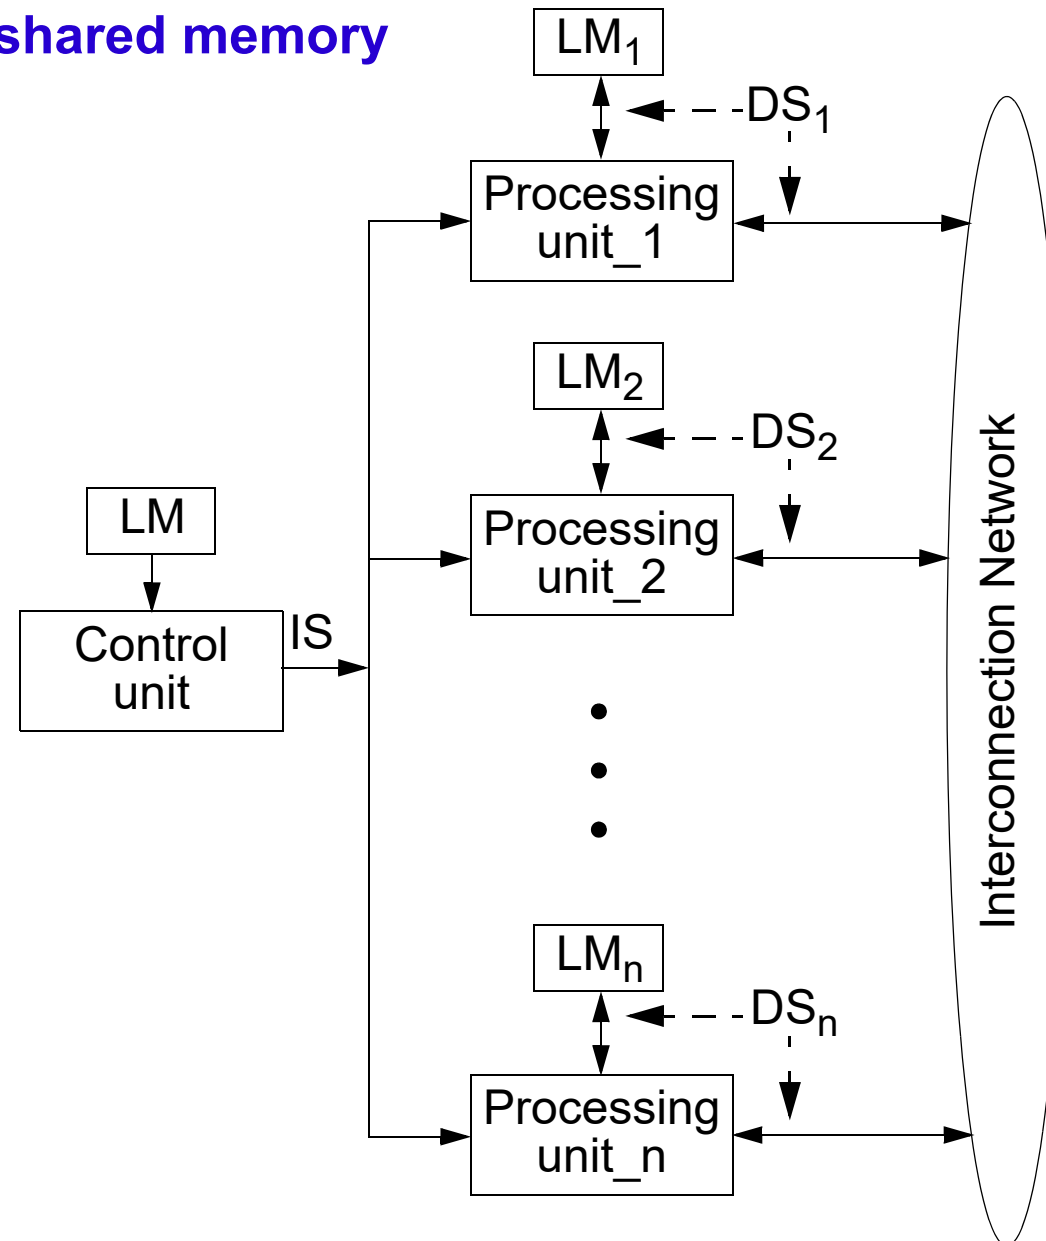 shared memory
LM1
DS1
Processing
unit_1
LM2
DS2
Processing
unit_2
LM
Control
unit
IS
Interconnection Network
LMn
DSn
Processing
unit_n